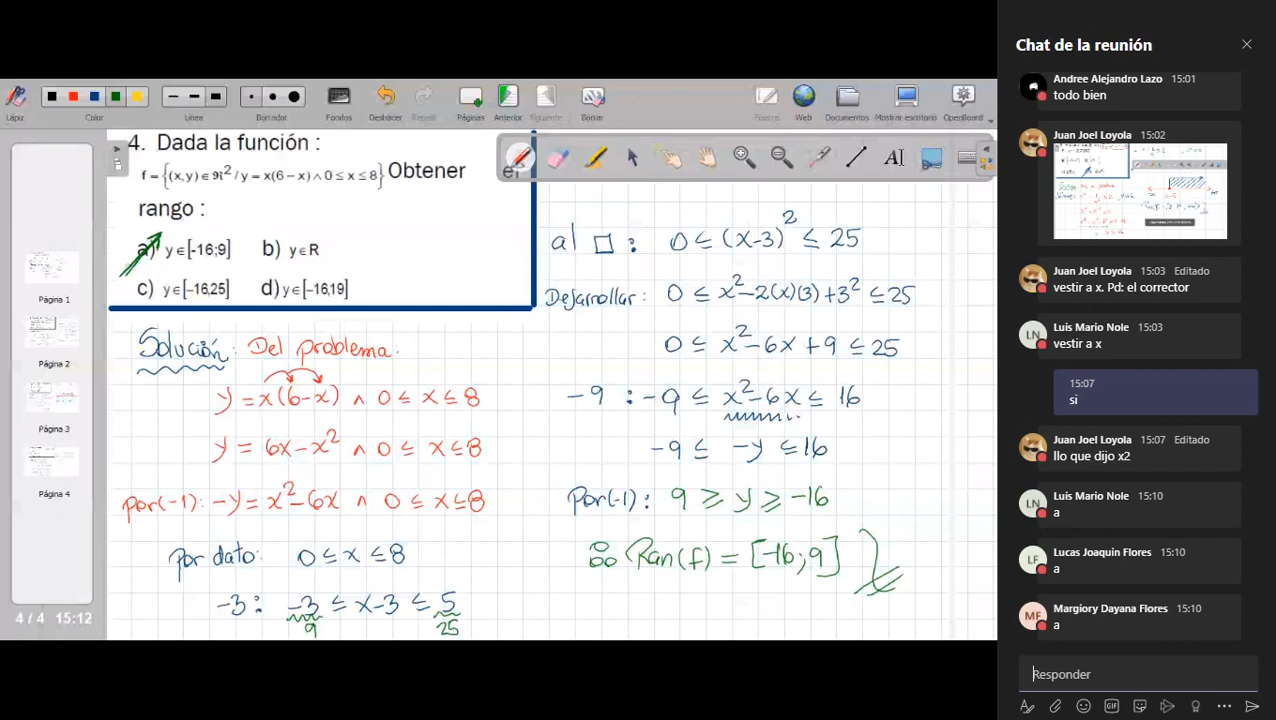 Chat de la reunión
Andree Alejandro Lazo 15:01
todo bien
Juan Joel Loyola 15:02
Juan Joel Loyola 15:03 Editado
vestir a x. Pd: el corrector
Luis Mario Nole 15:03
vestir a x
15:07
si
Juan Joel Loyola 15:07 Editado
llo que dijo x2
Luis Mario Nole 15:10
a
Lucas Joaquin Flores 15:10
a
Margiory Dayana Flores 15:10
a
Responder
Lápiz Color Línea Borrador Fondos Deshacer Páginas Anterior Siguiente Borrar Web Documentos Mostrar escritorio OpenBoard
Página 1
Página 2
Página 3
Página 4
4 / 4 15:12
4. Dada la función :
f = {(x,y) ∈ ℜ² / y = x(6 − x) ∧ 0 ≤ x ≤ 8} Obtener el
rango :
a) y ∈ [-16;9] b) y ∈ R
c) y ∈ [−16,25] d) y ∈ [−16,19]
Solución: Del problema:
y = x(6-x) ∧ 0 ≤ x ≤ 8
y = 6x - x² ∧ 0 ≤ x ≤ 8
por(-1): -y = x² - 6x ∧ 0 ≤ x ≤ 8
por dato: 0 ≤ x ≤ 8
-3: -3 ≤ x-3 ≤ 5
9 25
al □ : 0 ≤ (x-3)² ≤ 25
Desarrollar: 0 ≤ x² - 2(x)(3) + 3² ≤ 25
0 ≤ x² - 6x + 9 ≤ 25
-9 : -9 ≤ x² - 6x ≤ 16
-9 ≤ -y ≤ 16
Por(-1): 9 ≥ y ≥ -16
Ran(f) = [-16; 9]